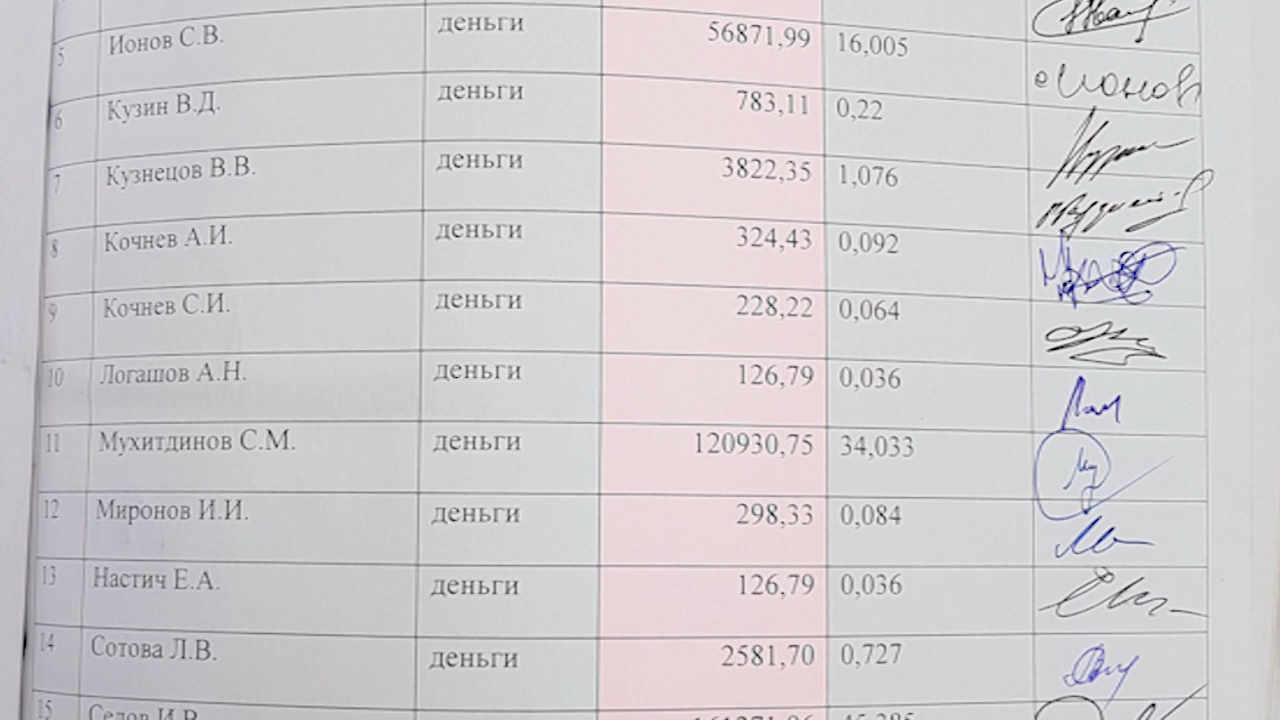 5 Ионов С.В. деньги 56871,99 16,005
6 Кузин В.Д. деньги 783,11 0,22
7 Кузнецов В.В. деньги 3822,35 1,076
8 Кочнев А.И. деньги 324,43 0,092
9 Кочнев С.И. деньги 228,22 0,064
10 Логашов А.Н. деньги 126,79 0,036
11 Мухитдинов С.М. деньги 120930,75 34,033
12 Миронов И.И. деньги 298,33 0,084
13 Настич Е.А. деньги 126,79 0,036
14 Сотова Л.В. деньги 2581,70 0,727
15